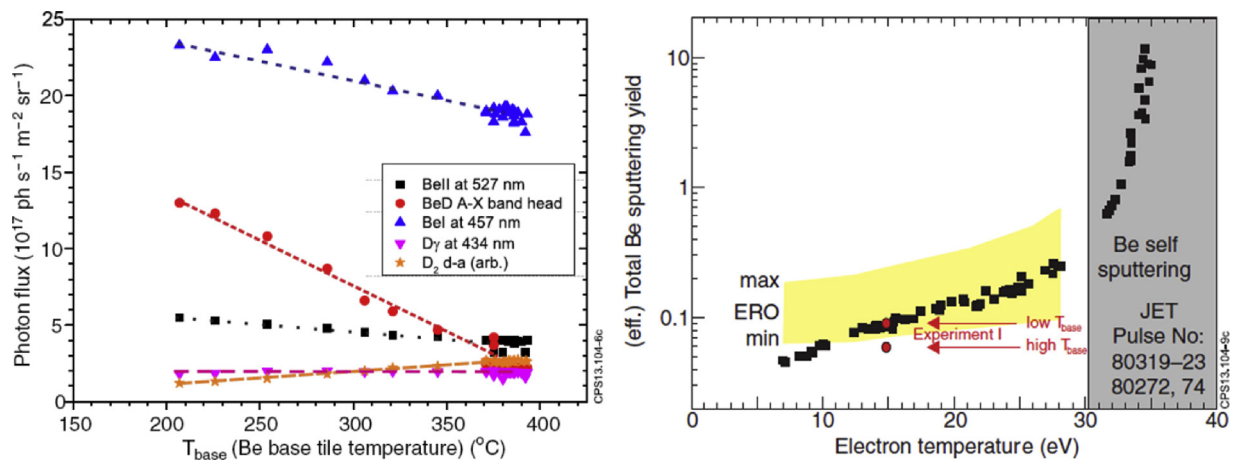 Photon flux (10¹⁷ ph s⁻¹ m⁻² sr⁻¹)
25
20
15
10
5
0
BeII at 527 nm
BeD A-X band head
BeI at 457 nm
Dγ at 434 nm
D₂ d-a (arb.)
CPS13.104-6c
150
200
250
300
350
400
T_base (Be base tile temperature) (°C)
(eff.) Total Be sputtering yield
10
1
0.1
max
ERO
min
Experiment I
low T_base
high T_base
Be self
sputtering
JET
Pulse No:
80319–23
80272, 74
CPS13.104-9c
0
10
20
30
40
Electron temperature (eV)